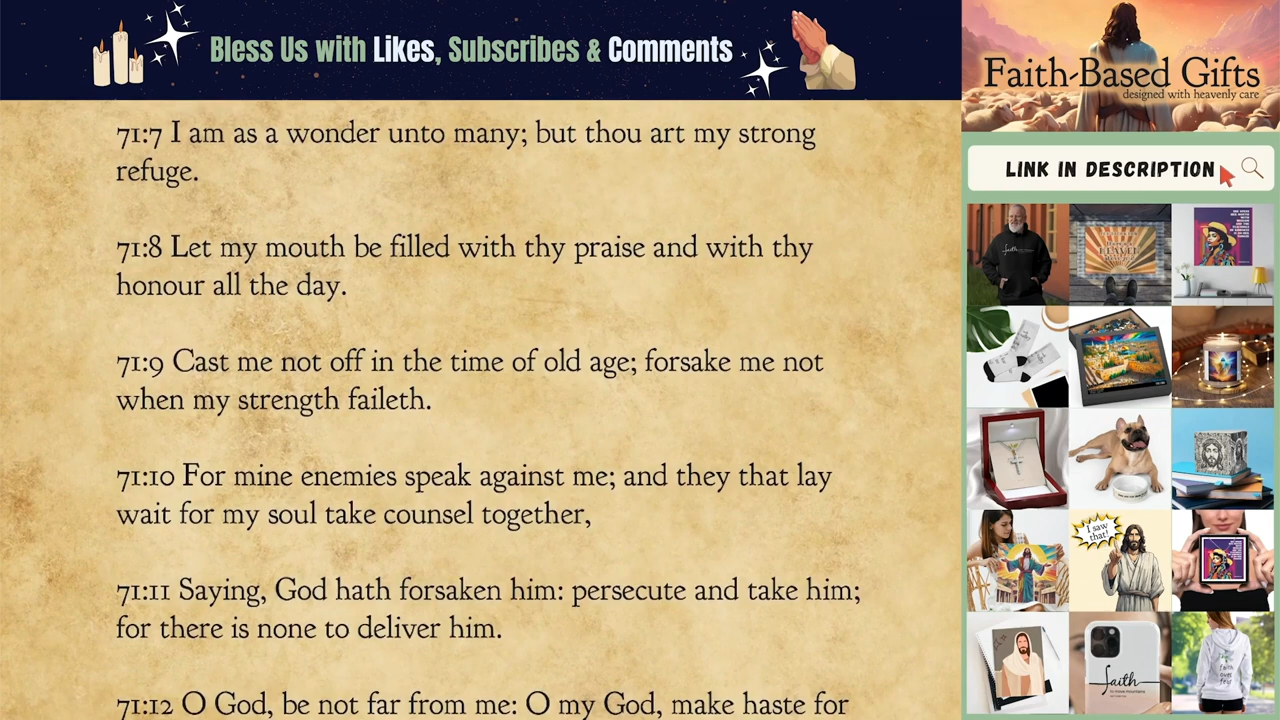 Bless Us with Likes, Subscribes & Comments
71:7 I am as a wonder unto many; but thou art my strong
refuge.
71:8 Let my mouth be filled with thy praise and with thy
honour all the day.
71:9 Cast me not off in the time of old age; forsake me not
when my strength faileth.
71:10 For mine enemies speak against me; and they that lay
wait for my soul take counsel together,
71:11 Saying, God hath forsaken him: persecute and take him;
for there is none to deliver him.
71:12 O God, be not far from me: O my God, make haste for
Faith-Based Gifts
designed with heavenly care
LINK IN DESCRIPTION
faith
I saw
that!
faith
faith
over
fear